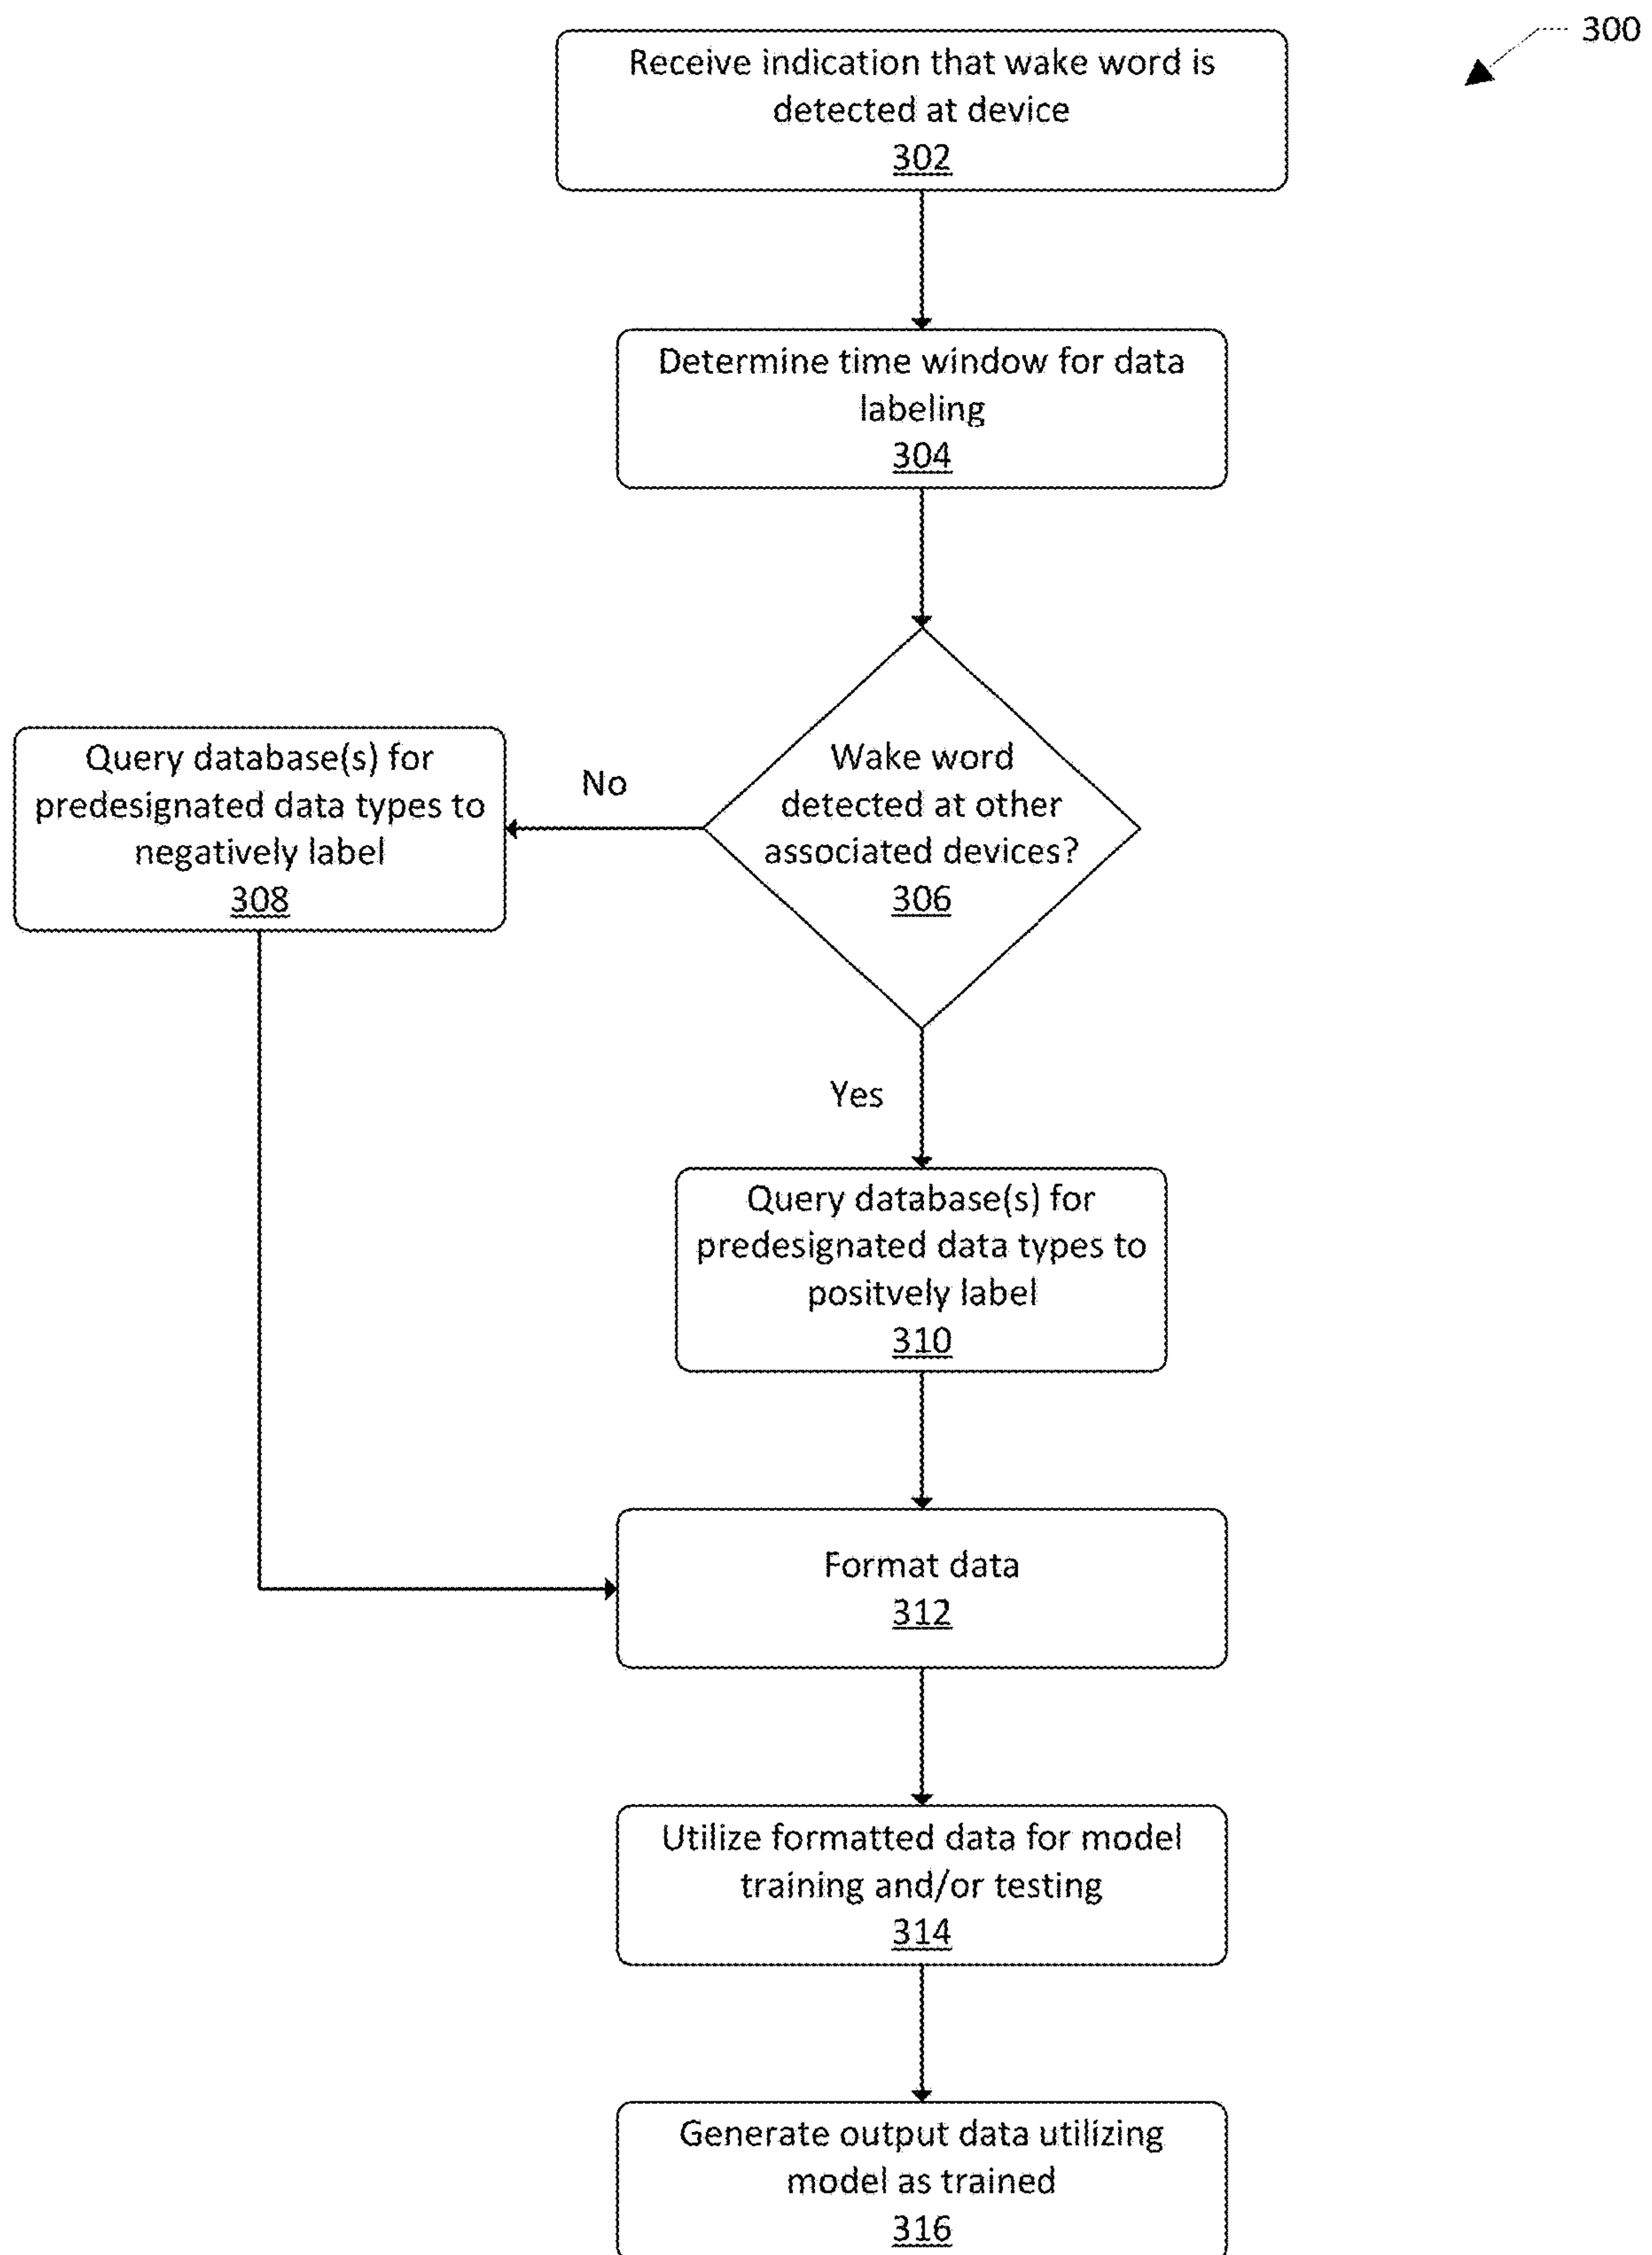 300
Receive indication that wake word is
detected at device
302
Determine time window for data
labeling
304
Wake word
detected at other
associated devices?
306
No
Query database(s) for
predesignated data types to
negatively label
308
Yes
Query database(s) for
predesignated data types to
positvely label
310
Format data
312
Utilize formatted data for model
training and/or testing
314
Generate output data utilizing
model as trained
316